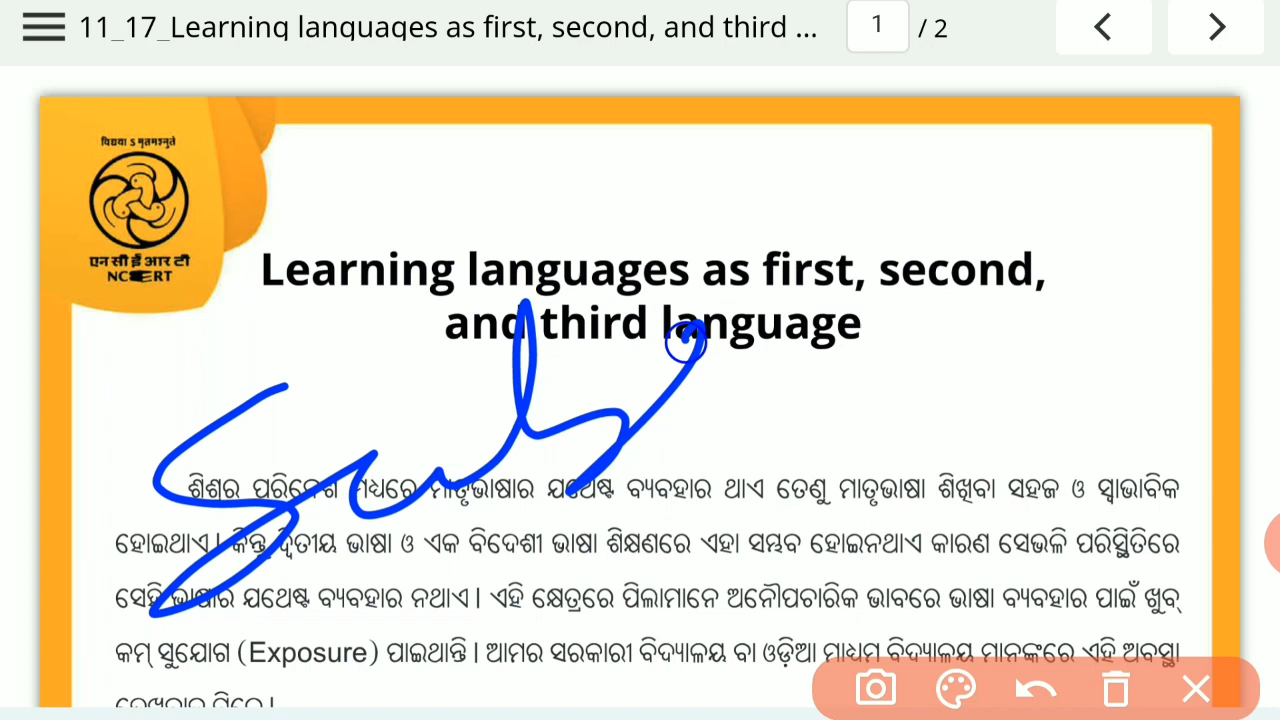 11_17_Learning languages as first, second, and third ...
1 / 2
विद्यया ऽ मृतमश्नुते
एन सी ई आर टी
NCERT
Learning languages as first, second,
and third language
ଶିଶୁର ପରିବେଶ ମଧ୍ୟରେ ମାତୃଭାଷାର ଯଥେଷ୍ଟ ବ୍ୟବହାର ଥାଏ ତେଣୁ ମାତୃଭାଷା ଶିଖିବା ସହଜ ଓ ସ୍ୱାଭାବିକ
ହୋଇଥାଏ । କିନ୍ତୁ ଦ୍ୱିତୀୟ ଭାଷା ଓ ଏକ ବିଦେଶୀ ଭାଷା ଶିକ୍ଷଣରେ ଏହା ସମ୍ଭବ ହୋଇନଥାଏ କାରଣ ସେଭଳି ପରିସ୍ଥିତିରେ
ସେହି ଭାଷାର ଯଥେଷ୍ଟ ବ୍ୟବହାର ନଥାଏ । ଏହି କ୍ଷେତ୍ରରେ ପିଲାମାନେ ଅନୌପଚାରିକ ଭାବରେ ଭାଷା ବ୍ୟବହାର ପାଇଁ ଖୁବ୍
କମ୍ ସୁଯୋଗ (Exposure) ପାଇଥାନ୍ତି । ଆମର ସରକାରୀ ବିଦ୍ୟାଳୟ ବା ଓଡ଼ିଆ ମାଧ୍ୟମ ବିଦ୍ୟାଳୟ ମାନଙ୍କରେ ଏହି ଅବସ୍ଥା